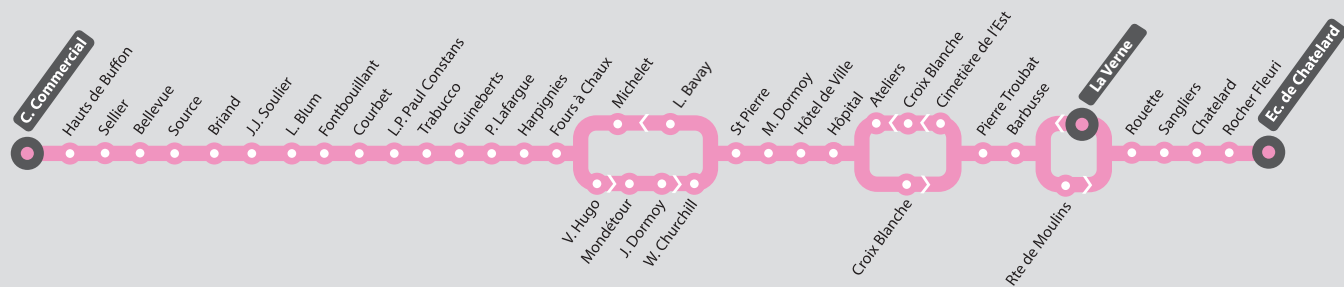 C. Commercial
Hauts de Buffon
Sellier
Bellevue
Source
Briand
J.J. Soulier
L. Blum
Fontbouillant
Courbet
L.P. Paul Constans
Trabucco
Guineberts
P. Lafargue
Harpignies
Fours à Chaux
Michelet
L. Bavay
V. Hugo
Mondétour
J. Dormoy
W. Churchill
St Pierre
M. Dormoy
Hôtel de Ville
Hôpital
Atelliers
Croix Blanche
Cimetière de l'Est
Croix Blanche
Pierre Troubat
Barbusse
La Verne
Rte de Moulins
Rouette
Sangliers
Chatelard
Rocher Fleuri
Ec. de Chatelard